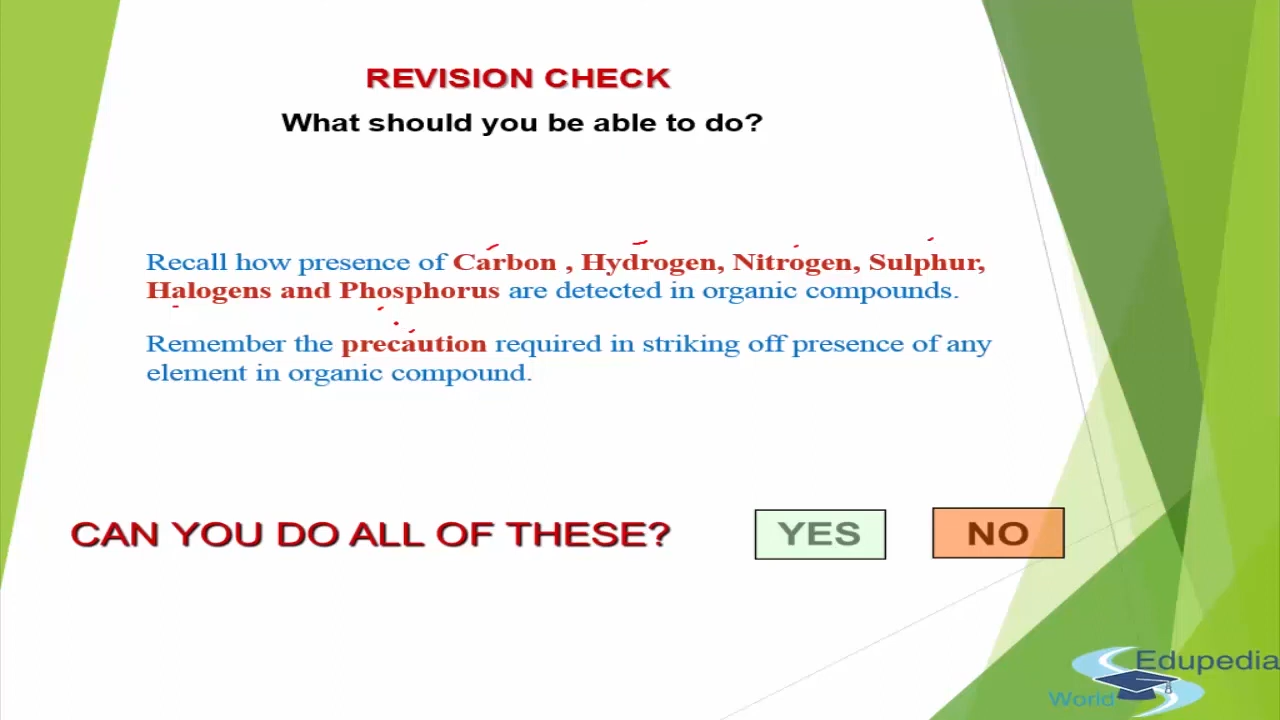 REVISION CHECK
What should you be able to do?
Recall how presence of Carbon , Hydrogen, Nitrogen, Sulphur,
Halogens and Phosphorus are detected in organic compounds.
Remember the precaution required in striking off presence of any
element in organic compound.
CAN YOU DO ALL OF THESE? YES NO
Edupedia
World